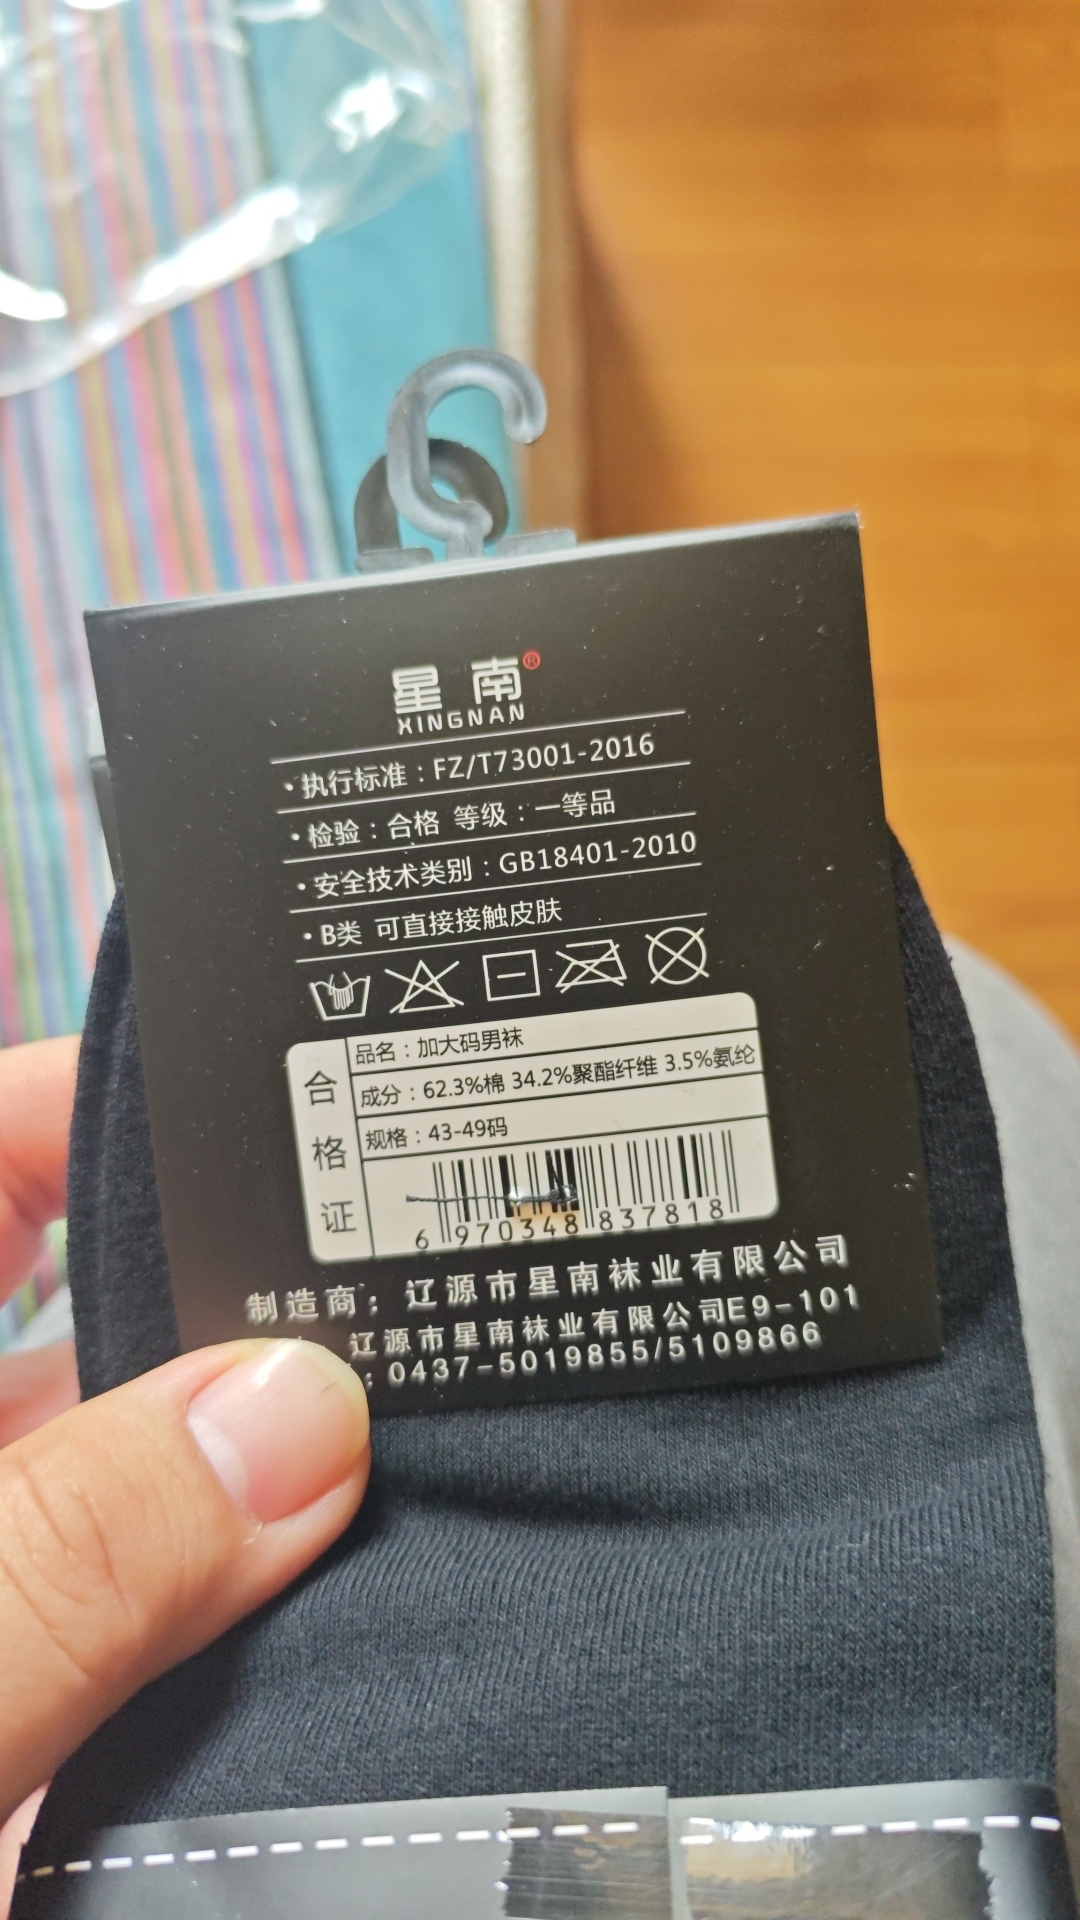 星南®
XINGNAN
·执行标准：FZ/T73001-2016
·检验：合格 等级：一等品
·安全技术类别：GB18401-2010
·B类 可直接接触皮肤
合格证
品名：加大码男袜
成分：62.3%棉 34.2%聚酯纤维 3.5%氨纶
规格：43-49码
6 970348 837818
制造商：辽源市星南袜业有限公司
辽源市星南袜业有限公司E9-101
：0437-5019855/5109866